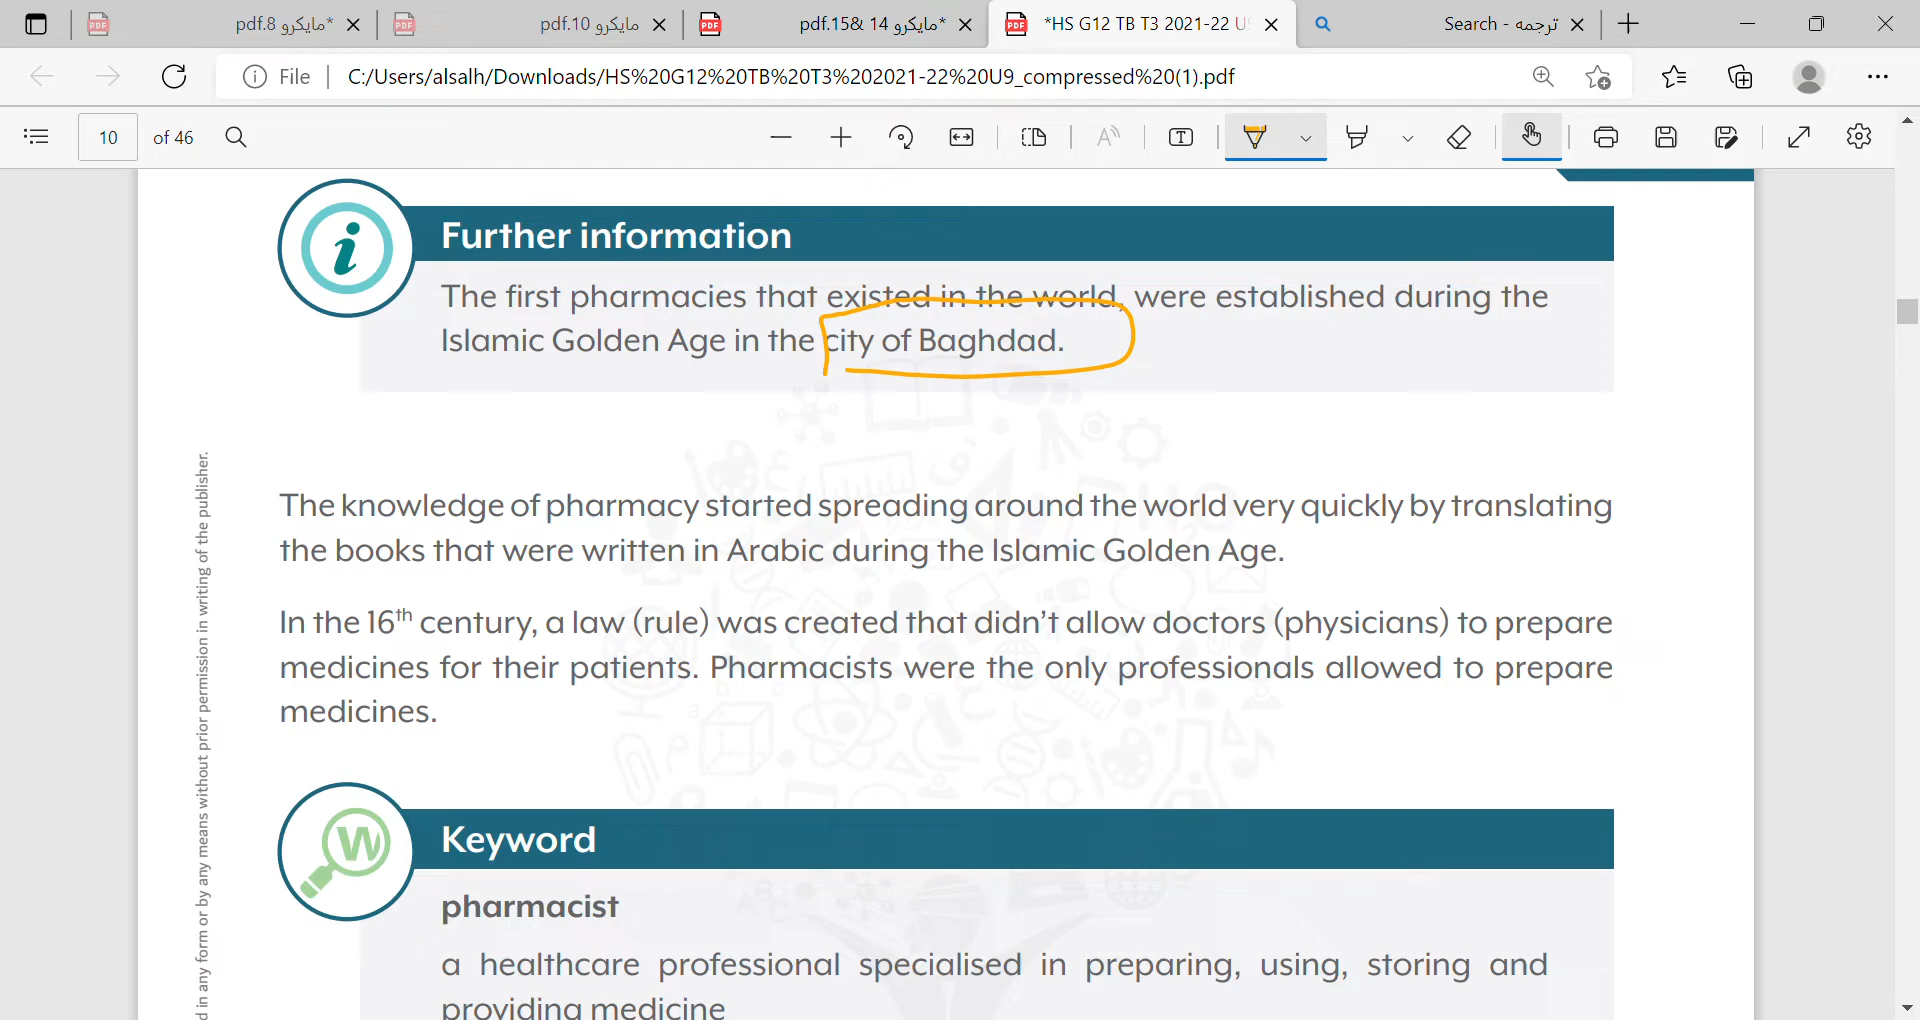 *مايكرو 8.pdf
مايكرو 10.pdf
*مايكرو 14 &15.pdf
*HS G12 TB T3 2021-22 U
ترجمه - Search
File
C:/Users/alsalh/Downloads/HS%20G12%20TB%20T3%202021-22%20U9_compressed%20(1).pdf
10 of 46
Further information
The first pharmacies that existed in the world, were established during the
Islamic Golden Age in the city of Baghdad.
The knowledge of pharmacy started spreading around the world very quickly by translating
the books that were written in Arabic during the Islamic Golden Age.
In the 16th century, a law (rule) was created that didn't allow doctors (physicians) to prepare
medicines for their patients. Pharmacists were the only professionals allowed to prepare
medicines.
W
Keyword
pharmacist
a healthcare professional specialised in preparing, using, storing and
providing medicine
d in any form or by any means without prior permission in writing of the publisher.